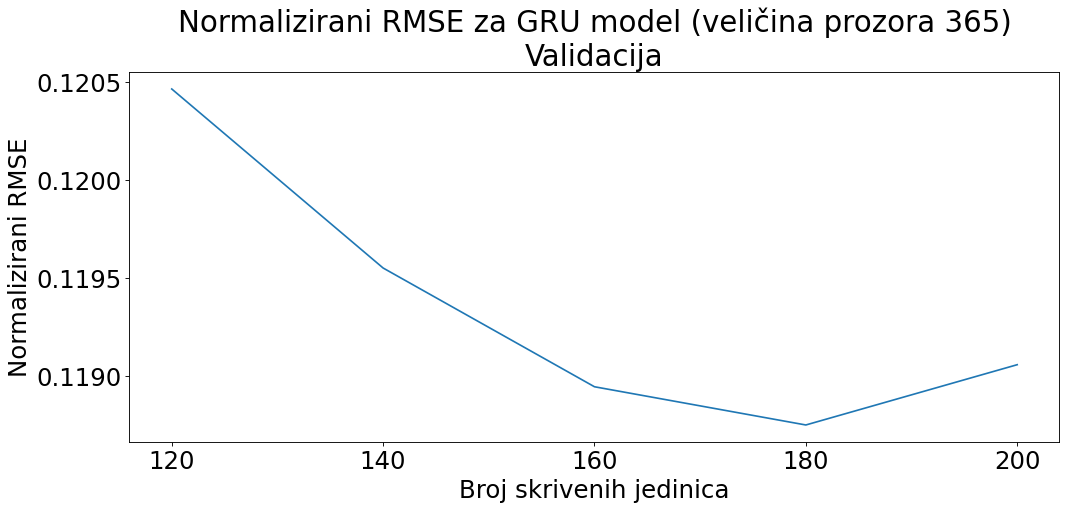 Normalizirani RMSE za GRU model (veličina prozora 365)
Validacija
Normalizirani RMSE
0.1205
0.1200
0.1195
0.1190
120 140 160 180 200
Broj skrivenih jedinica